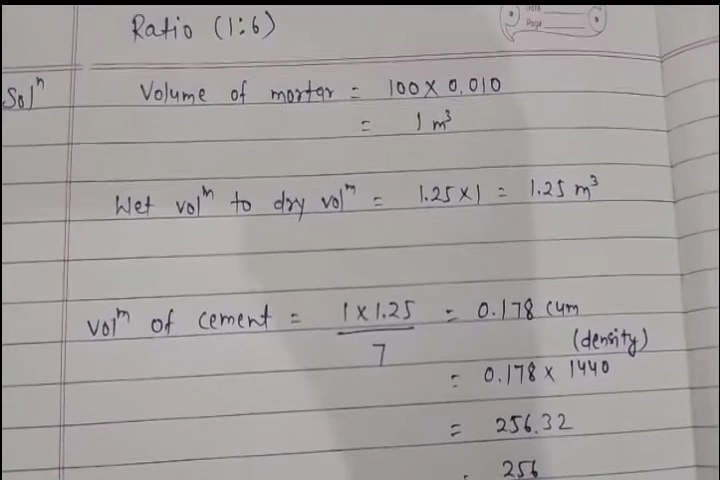 Ratio (1:6)
Page
Solⁿ
Volume of mortar = 100 x 0.010
= 1 m³
Wet volᵐ to dry volᵐ = 1.25 x 1 = 1.25 m³
volᵐ of cement = 1 x 1.25 / 7 = 0.178 cum
(density)
= 0.178 x 1440
= 256.32
= 256